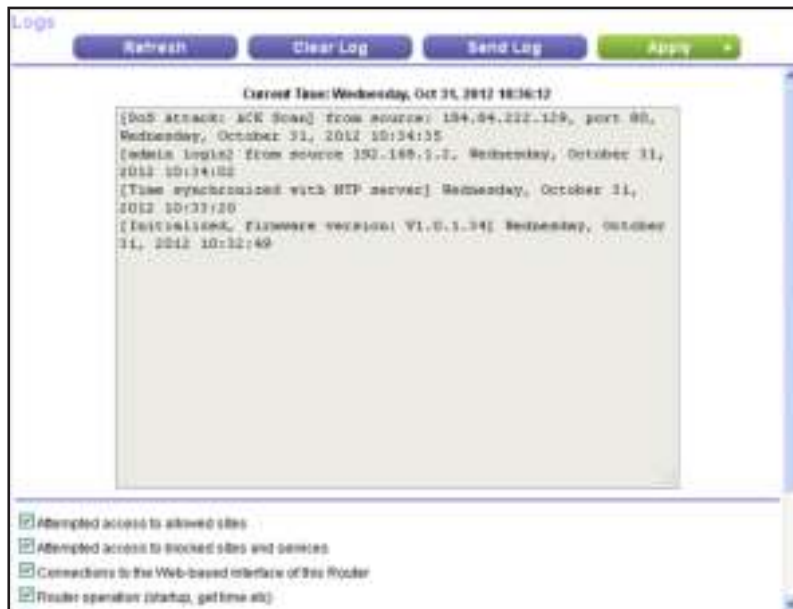 Logs
Refresh Clear Log Send Log Apply
Current Time: Wednesday, Oct 31, 2012 10:36:12
[DoS attack: ACK Scan] from source: 184.84.222.129, port 80,
Wednesday, October 31, 2012 10:34:35
[admin login] from source 192.168.1.2, Wednesday, October 31,
2012 10:34:02
[Time synchronized with NTP server] Wednesday, October 31,
2012 10:33:20
[Initialized, firmware version: V1.0.1.34] Wednesday, October
31, 2012 10:32:49
Attempted access to allowed sites
Attempted access to blocked sites and services
Connections to the Web-based interface of this Router
Router operation (startup, get time etc)